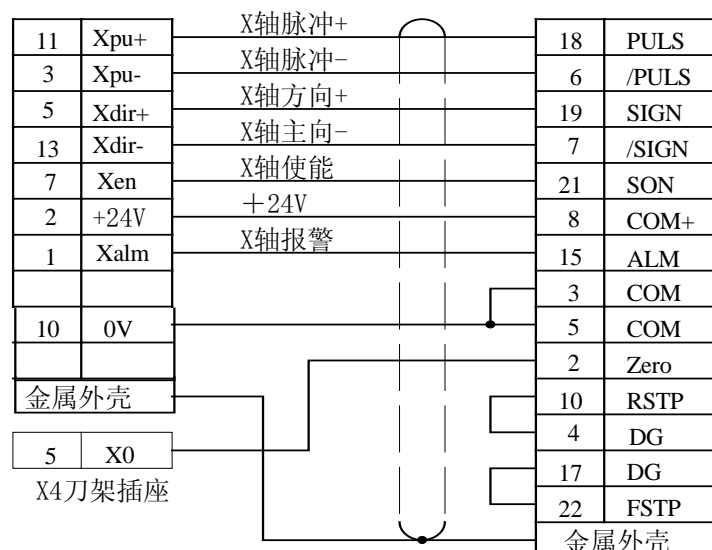 11 Xpu+ X轴脉冲+ 18 PULS
3 Xpu- X轴脉冲- 6 /PULS
5 Xdir+ X轴方向+ 19 SIGN
13 Xdir- X轴主向- 7 /SIGN
7 Xen X轴使能 21 SON
2 +24V ＋24V 8 COM+
1 Xalm X轴报警 15 ALM
3 COM
10 0V 5 COM
2 Zero
金属外壳 10 RSTP
4 DG
5 X0 17 DG
X4刀架插座 22 FSTP
金属外壳